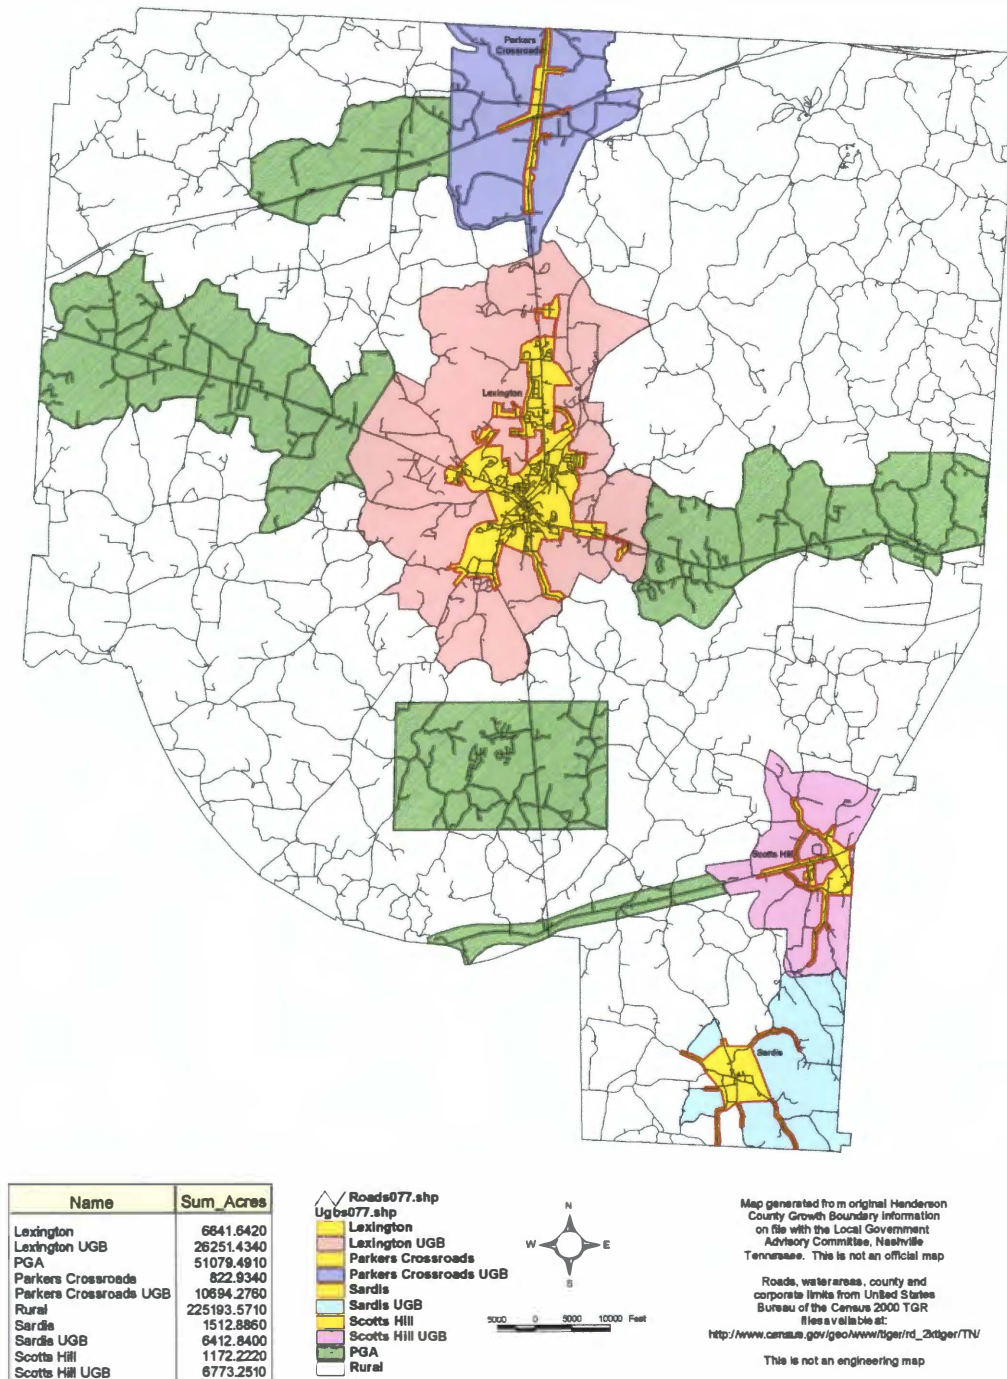 Parkers
Crossroads
Lexington
Scotts Hill
Sardis
Name Sum_Acres
Lexington 6641.6420
Lexington UGB 26251.4340
PGA 51079.4910
Parkers Crossroads 822.9340
Parkers Crossroads UGB 10694.2760
Rural 225193.5710
Sardis 1512.8860
Sardis UGB 6412.8400
Scotts Hill 1172.2220
Scotts Hill UGB 6773.2510
Roads077.shp
Ugbs077.shp
Lexington
Lexington UGB
Parkers Crossroads
Parkers Crossroads UGB
Sardis
Sardis UGB
Scotts Hill
Scotts Hill UGB
PGA
Rural
N
W E
S
5000 0 5000 10000 Feet
Map generated from original Henderson
County Growth Boundary information
on file with the Local Government
Advisory Committee, Nashville
Tennessee. This is not an official map
Roads, waterareas, county and
corporate limits from United States
Bureau of the Census 2000 TGR
files available at:
http://www.census.gov/geo/www/tiger/rd_2ktiger/TN/
This is not an engineering map